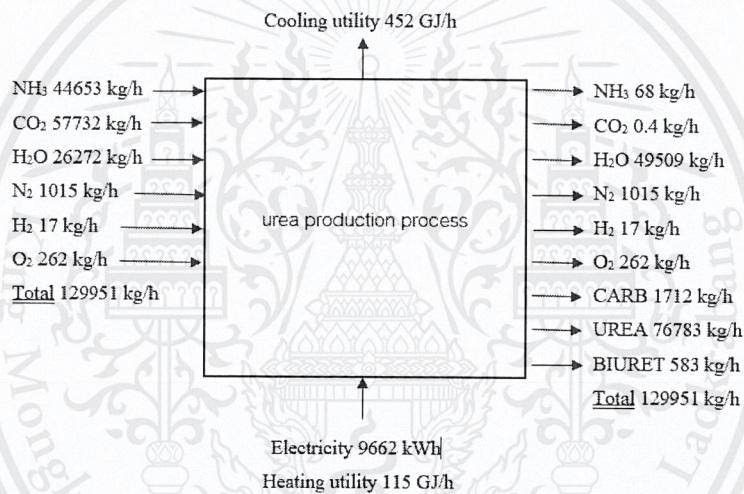 Cooling utility 452 GJ/h
NH₃ 44653 kg/h
CO₂ 57732 kg/h
H₂O 26272 kg/h
N₂ 1015 kg/h
H₂ 17 kg/h
O₂ 262 kg/h
Total 129951 kg/h
urea production process
NH₃ 68 kg/h
CO₂ 0.4 kg/h
H₂O 49509 kg/h
N₂ 1015 kg/h
H₂ 17 kg/h
O₂ 262 kg/h
CARB 1712 kg/h
UREA 76783 kg/h
BIURET 583 kg/h
Total 129951 kg/h
Electricity 9662 kWh
Heating utility 115 GJ/h
Mongk
Ladkrabang